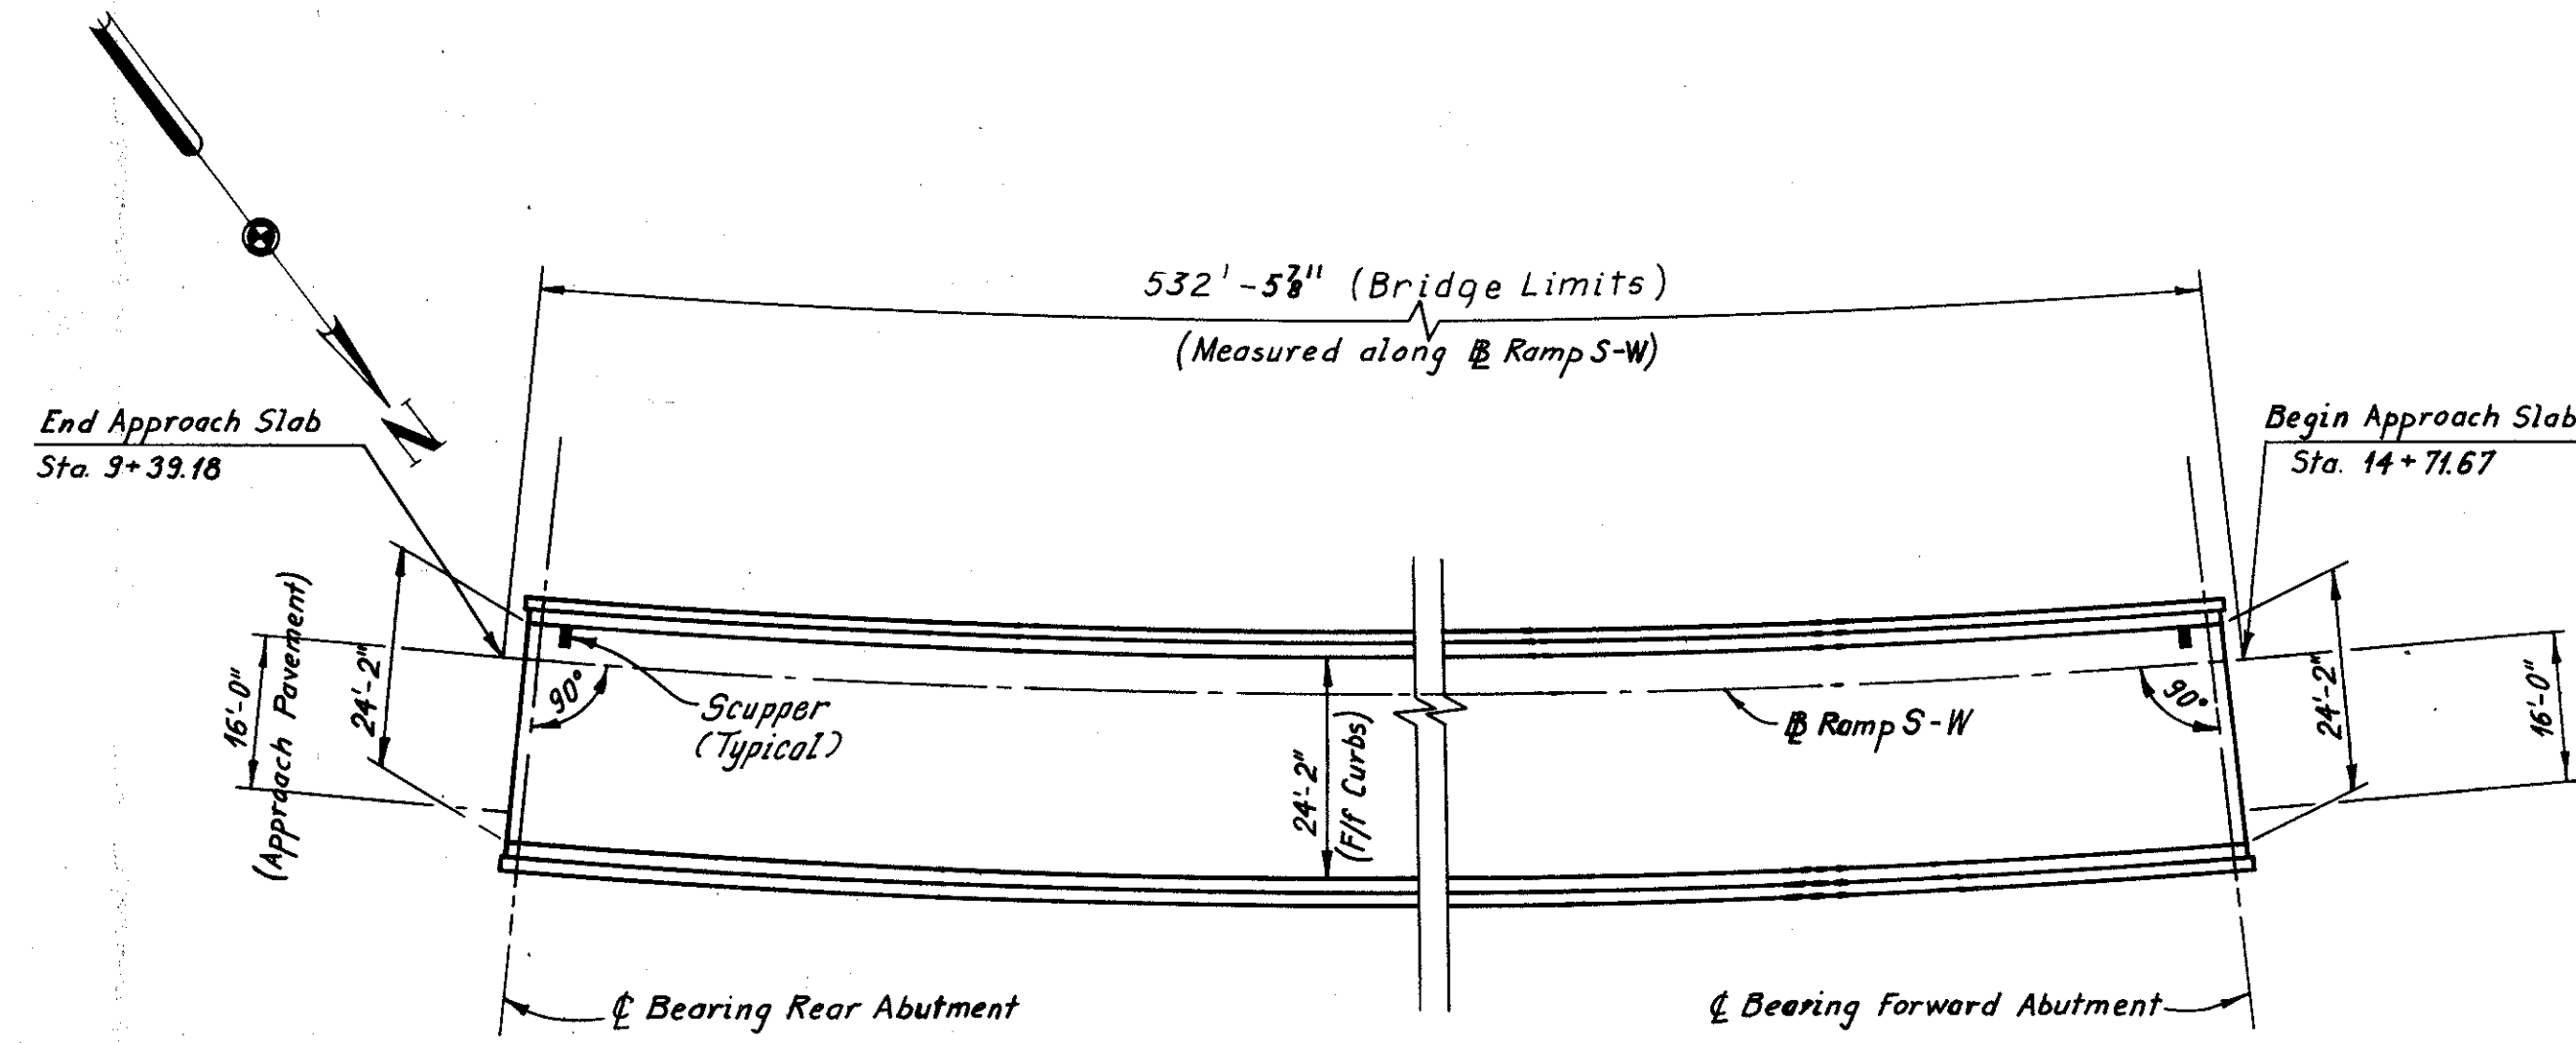 532'-5⅞" (Bridge Limits)
(Measured along ℄ Ramp S-W)
N
End Approach Slab
Sta. 9+39.18
Begin Approach Slab
Sta. 14+71.67
16'-0"
(Approach Pavement)
24'-2"
90°
Scupper
(Typical)
24'-2"
(F/f Curbs)
℄ Ramp S-W
90°
24'-2"
16'-0"
℄ Bearing Rear Abutment
℄ Bearing Forward Abutment